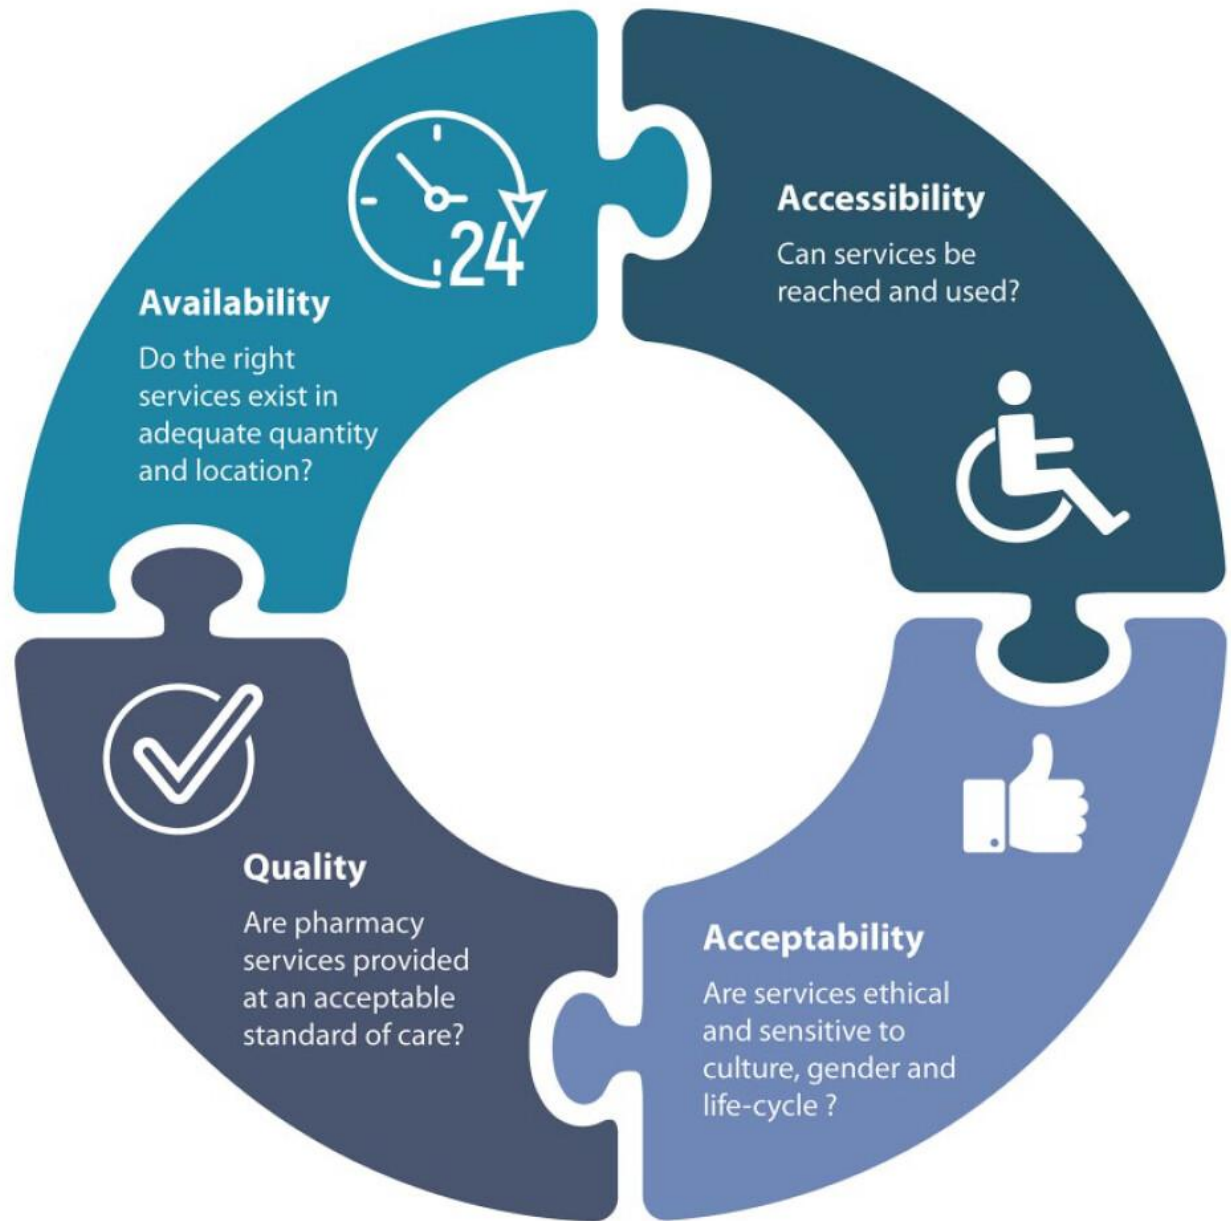 24
Availability
Do the right
services exist in
adequate quantity
and location?
Accessibility
Can services be
reached and used?
Quality
Are pharmacy
services provided
at an acceptable
standard of care?
Acceptability
Are services ethical
and sensitive to
culture, gender and
life-cycle ?